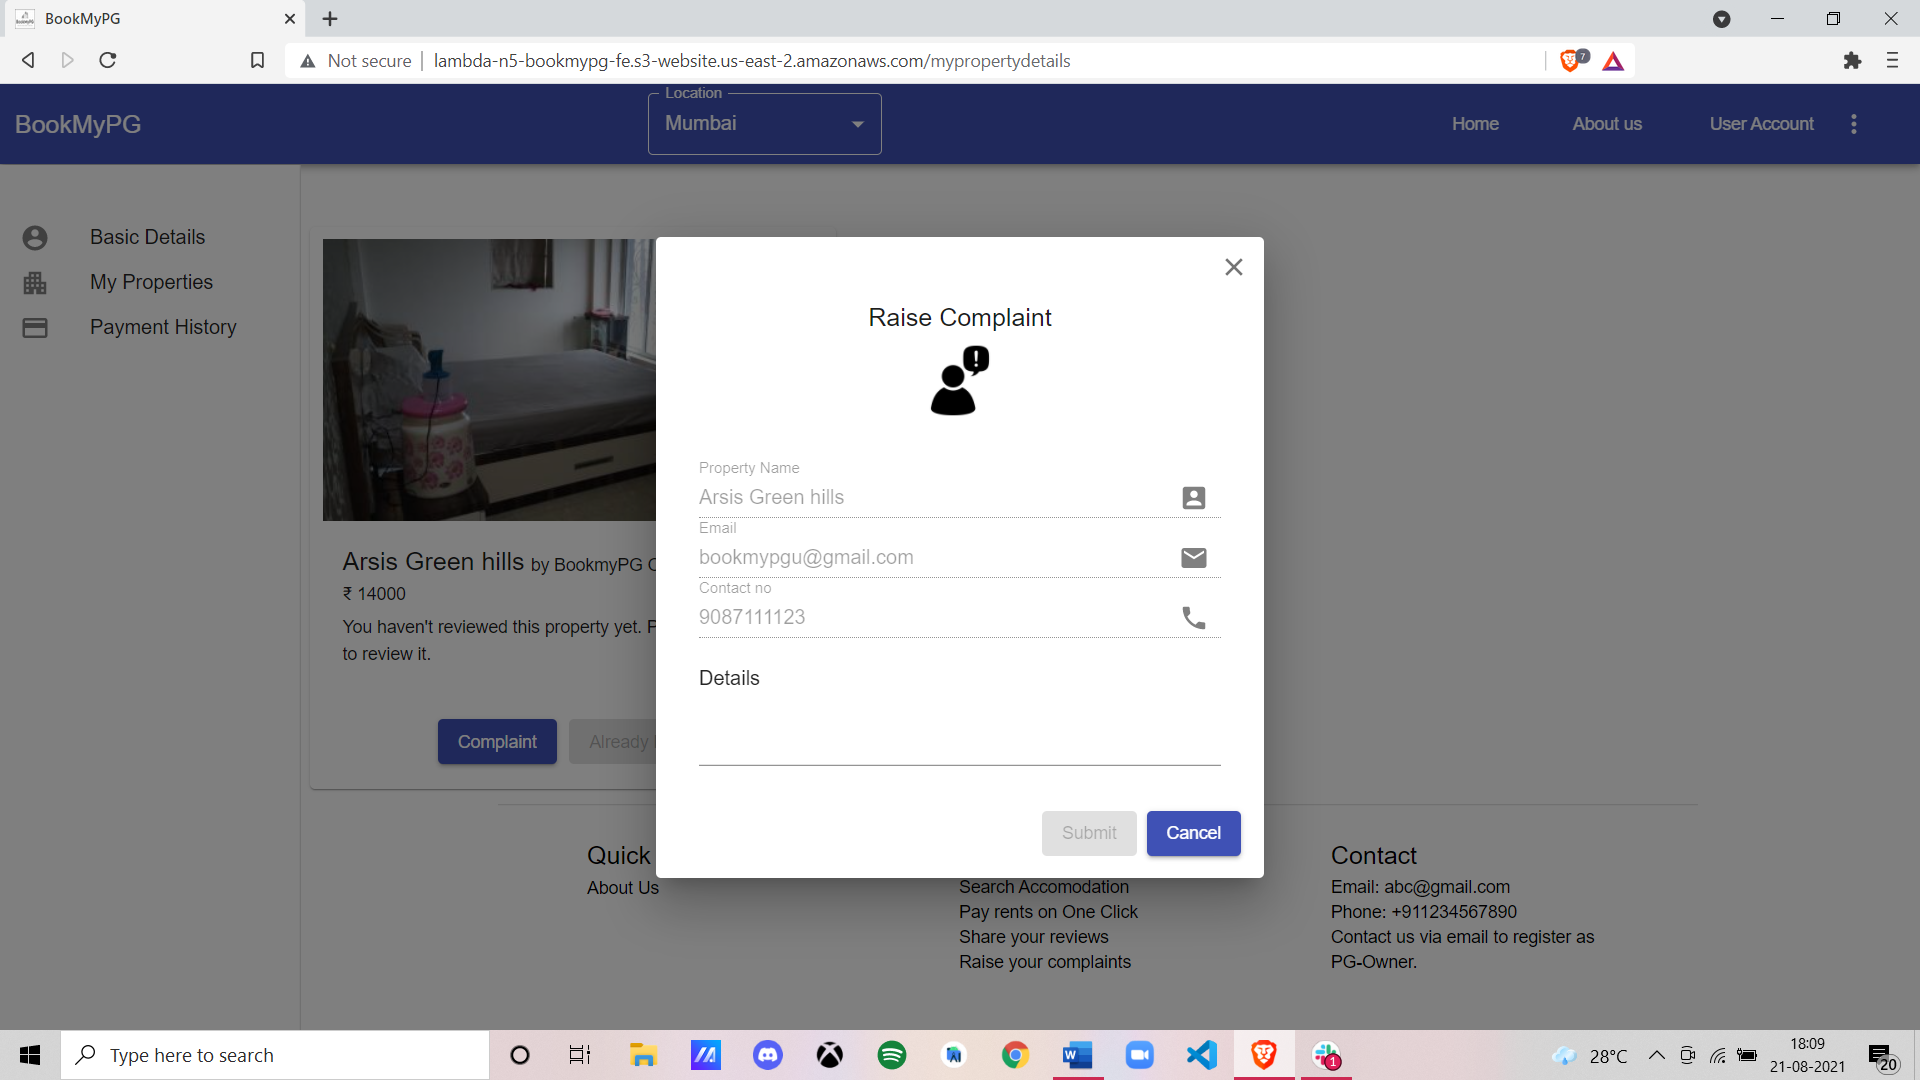 BookMyPG
Not secure
lambda-n5-bookmypg-fe.s3-website.us-east-2.amazonaws.com/mypropertydetails
7
BookMyPG
Location
Mumbai
Home
About us
User Account
Basic Details
My Properties
Payment History
Arsis Green hills by BookmyPG
₹ 14000
You haven't reviewed this property yet.
to review it.
Complaint
Already
Raise Complaint
Property Name
Arsis Green hills
Email
bookmypgu@gmail.com
Contact no
9087111123
Details
Submit
Cancel
Quick
About Us
Search Accomodation
Pay rents on One Click
Share your reviews
Raise your complaints
Contact
Email: abc@gmail.com
Phone: +911234567890
Contact us via email to register as
PG-Owner.
Type here to search
1
28°C
18:09
21-08-2021
20